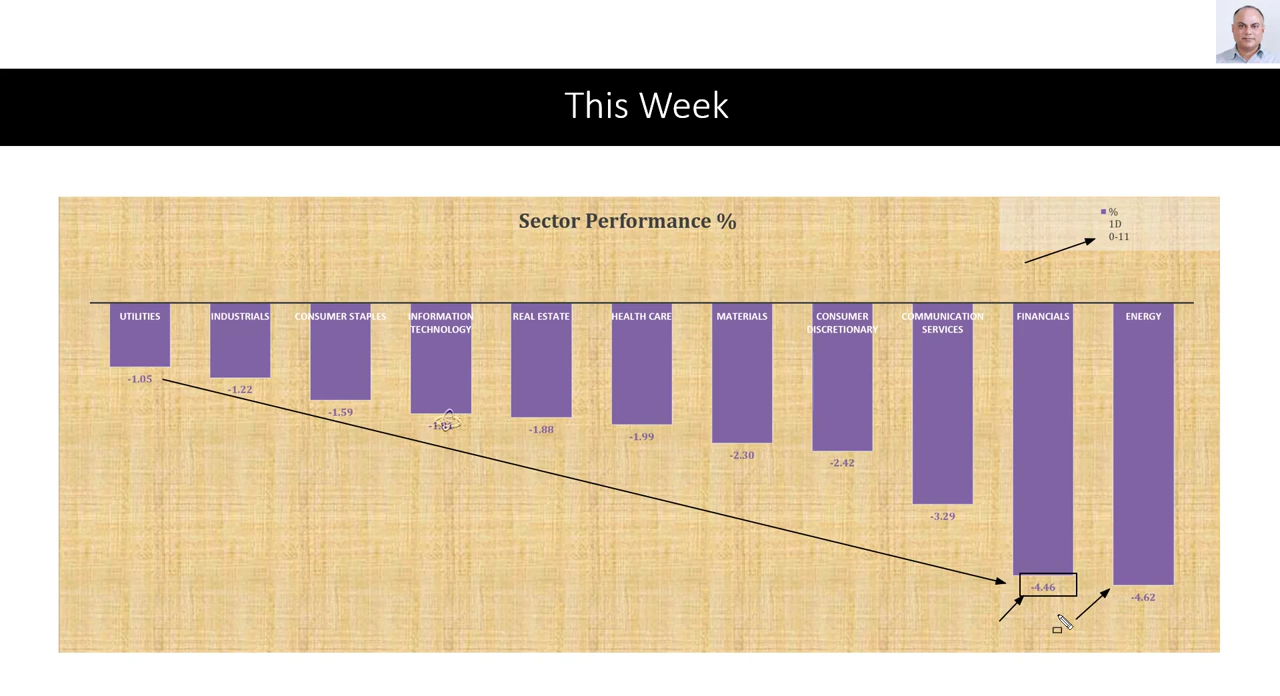 This Week
Sector Performance %
%
1D
0-11
UTILITIES
INDUSTRIALS
CONSUMER STAPLES
INFORMATION
TECHNOLOGY
REAL ESTATE
HEALTH CARE
MATERIALS
CONSUMER
DISCRETIONARY
COMMUNICATION
SERVICES
FINANCIALS
ENERGY
-1.05
-1.22
-1.59
-1.88
-1.99
-2.30
-2.42
-3.29
-4.46
-4.62